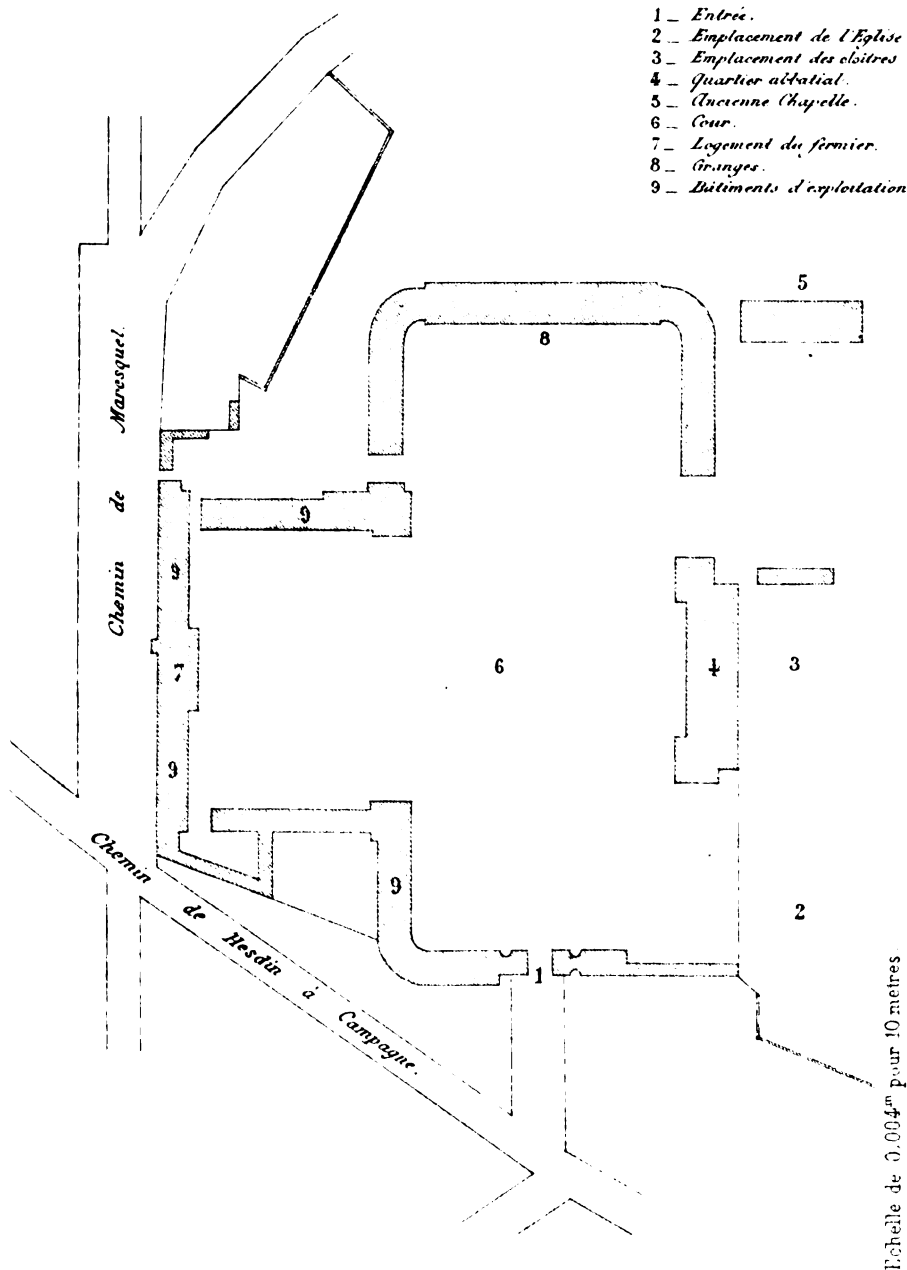 1 _ Entrée.
2 _ Emplacement de l'Eglise
3 _ Emplacement des cloîtres
4 _ Quartier abbatial.
5 _ Ancienne Chapelle.
6 _ Cour.
7 _ Logement du fermier.
8 _ Granges.
9 _ Bâtiments d'exploitation
5
8
Chemin de Maresquel.
9
9
6
4
3
7
9
9
2
1
Chemin de Hesdin à Campagne.
Echelle de 0.004m pour 10 metres.